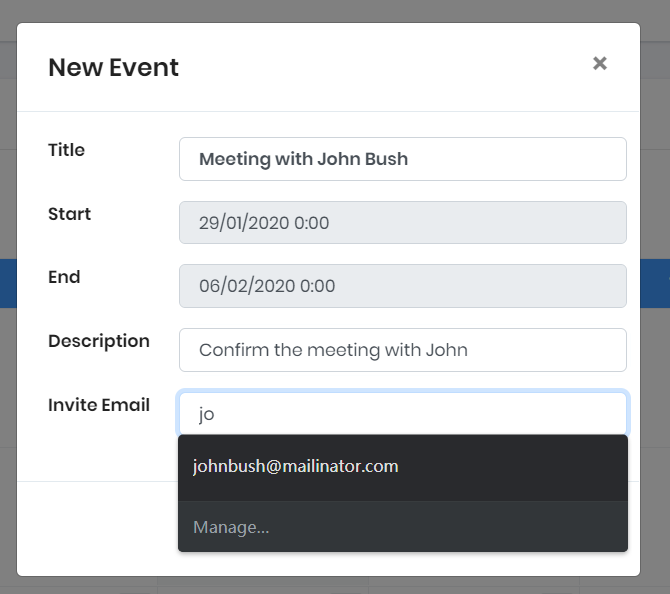 New Event
×
Title
Meeting with John Bush
Start
29/01/2020 0:00
End
06/02/2020 0:00
Description
Confirm the meeting with John
Invite Email
jo
johnbush@mailinator.com
Manage...